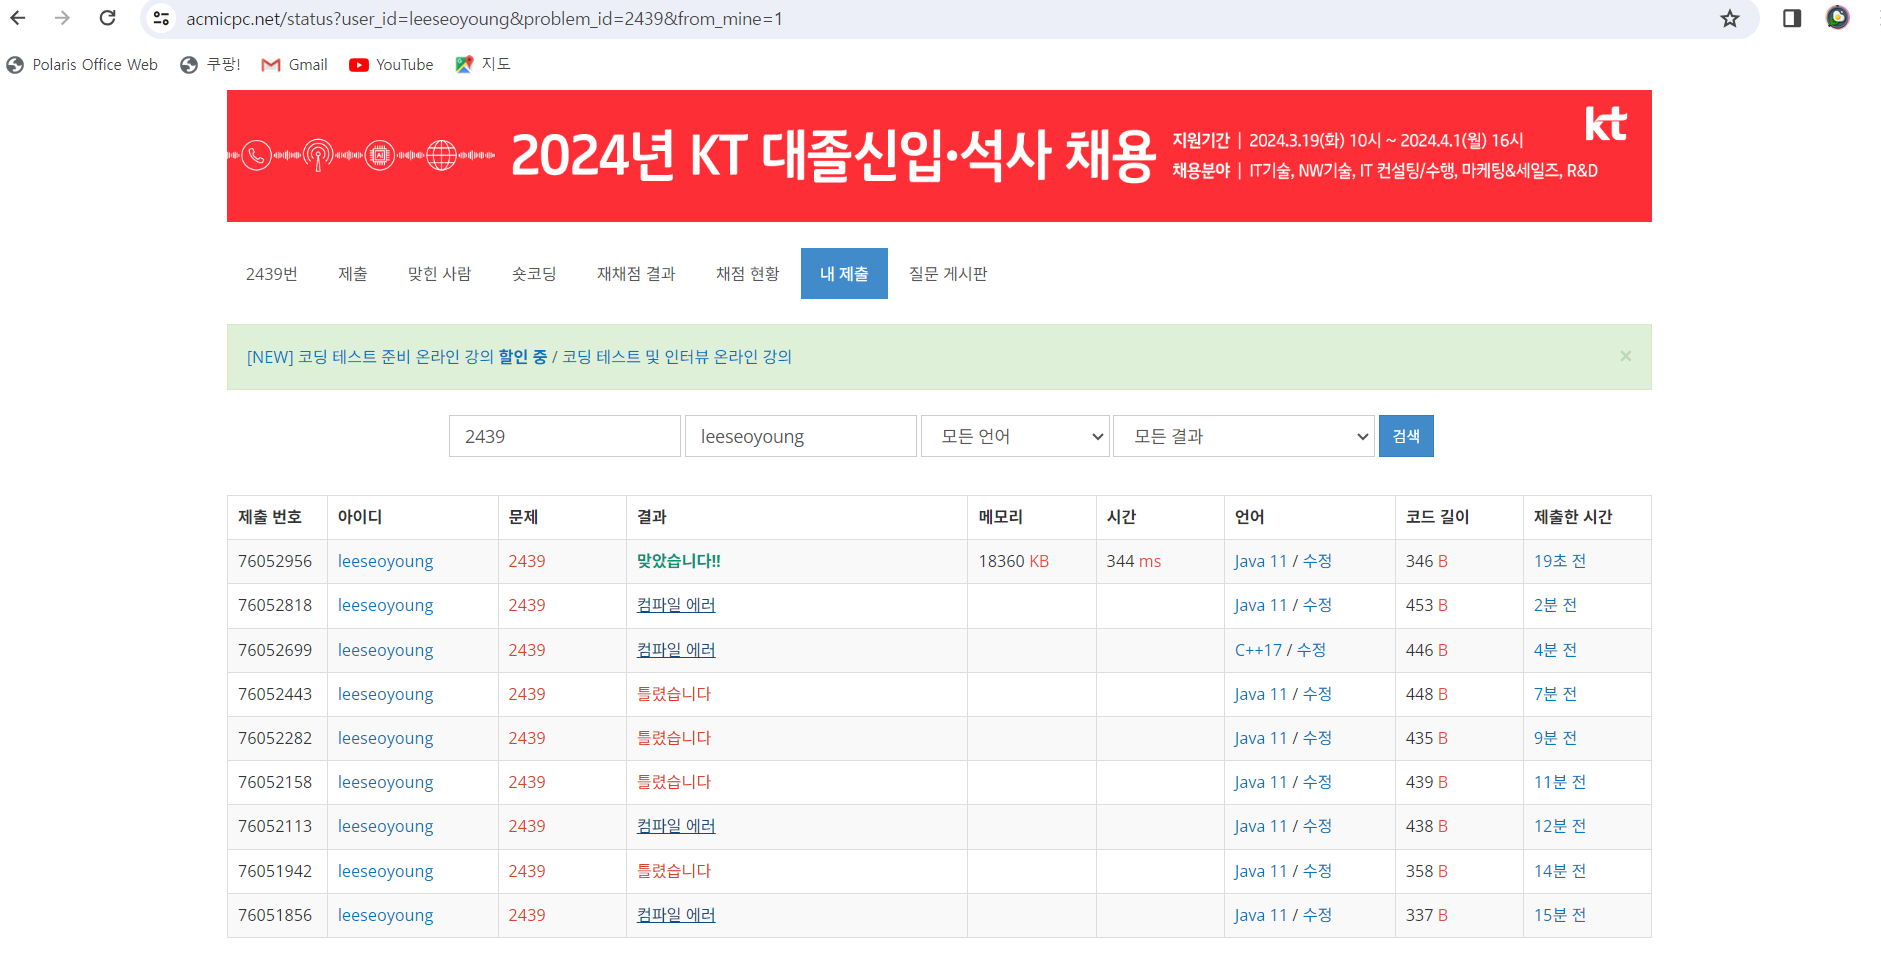 acmicpc.net/status?user_id=leeseoyoung&problem_id=2439&from_mine=1
Polaris Office Web 쿠팡! Gmail YouTube 지도
2024년 KT 대졸신입·석사 채용
지원기간 | 2024.3.19(화) 10시 ~ 2024.4.1(월) 16시
채용분야 | IT기술, NW기술, IT 컨설팅/수행, 마케팅&세일즈, R&D
kt
2439번 제출 맞힌 사람 숏코딩 재채점 결과 채점 현황 내 제출 질문 게시판
[NEW] 코딩 테스트 준비 온라인 강의 할인 중 / 코딩 테스트 및 인터뷰 온라인 강의 ×
2439 leeseoyoung 모든 언어 모든 결과 검색
제출 번호 아이디 문제 결과 메모리 시간 언어 코드 길이 제출한 시간
76052956 leeseoyoung 2439 맞았습니다!! 18360 KB 344 ms Java 11 / 수정 346 B 19초 전
76052818 leeseoyoung 2439 컴파일 에러 Java 11 / 수정 453 B 2분 전
76052699 leeseoyoung 2439 컴파일 에러 C++17 / 수정 446 B 4분 전
76052443 leeseoyoung 2439 틀렸습니다 Java 11 / 수정 448 B 7분 전
76052282 leeseoyoung 2439 틀렸습니다 Java 11 / 수정 435 B 9분 전
76052158 leeseoyoung 2439 틀렸습니다 Java 11 / 수정 439 B 11분 전
76052113 leeseoyoung 2439 컴파일 에러 Java 11 / 수정 438 B 12분 전
76051942 leeseoyoung 2439 틀렸습니다 Java 11 / 수정 358 B 14분 전
76051856 leeseoyoung 2439 컴파일 에러 Java 11 / 수정 337 B 15분 전